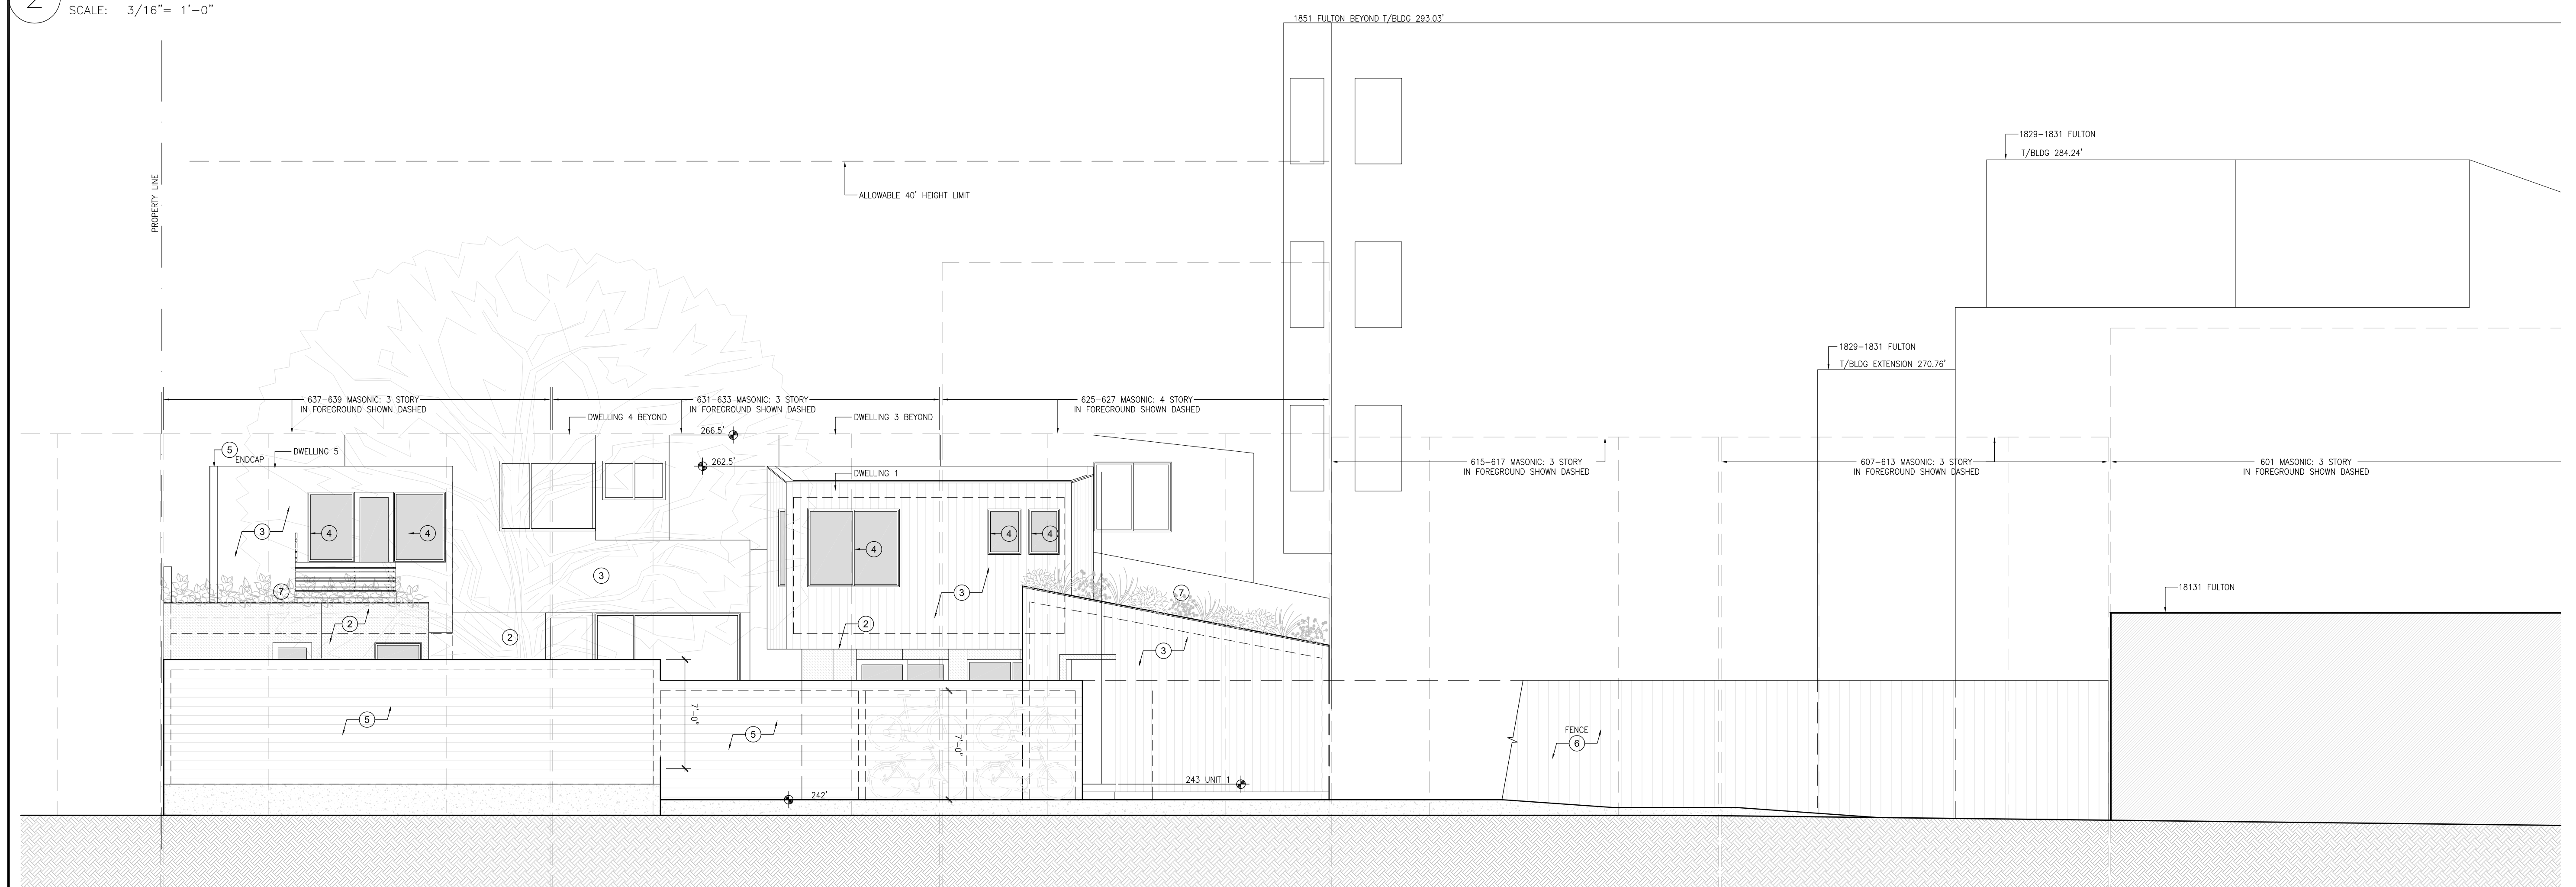 2
SCALE: 3/16"= 1'-0"
1851 FULTON BEYOND T/BLDG 293.03'
PROPERTY LINE
ALLOWABLE 40' HEIGHT LIMIT
1829-1831 FULTON
T/BLDG 284.24'
1829-1831 FULTON
T/BLDG EXTENSION 270.76'
637-639 MASONIC: 3 STORY
IN FOREGROUND SHOWN DASHED
631-633 MASONIC: 3 STORY
IN FOREGROUND SHOWN DASHED
625-627 MASONIC: 4 STORY
IN FOREGROUND SHOWN DASHED
DWELLING 4 BEYOND
DWELLING 3 BEYOND
266.5'
262.5'
5
ENDCAP
DWELLING 5
DWELLING 1
615-617 MASONIC: 3 STORY
IN FOREGROUND SHOWN DASHED
607-613 MASONIC: 3 STORY
IN FOREGROUND SHOWN DASHED
601 MASONIC: 3 STORY
IN FOREGROUND SHOWN DASHED
3
4
4
4
4
4
3
3
7
7
2
2
2
3
18131 FULTON
5
5
7'-0"
7'-0"
FENCE
6
243 UNIT 1
242'